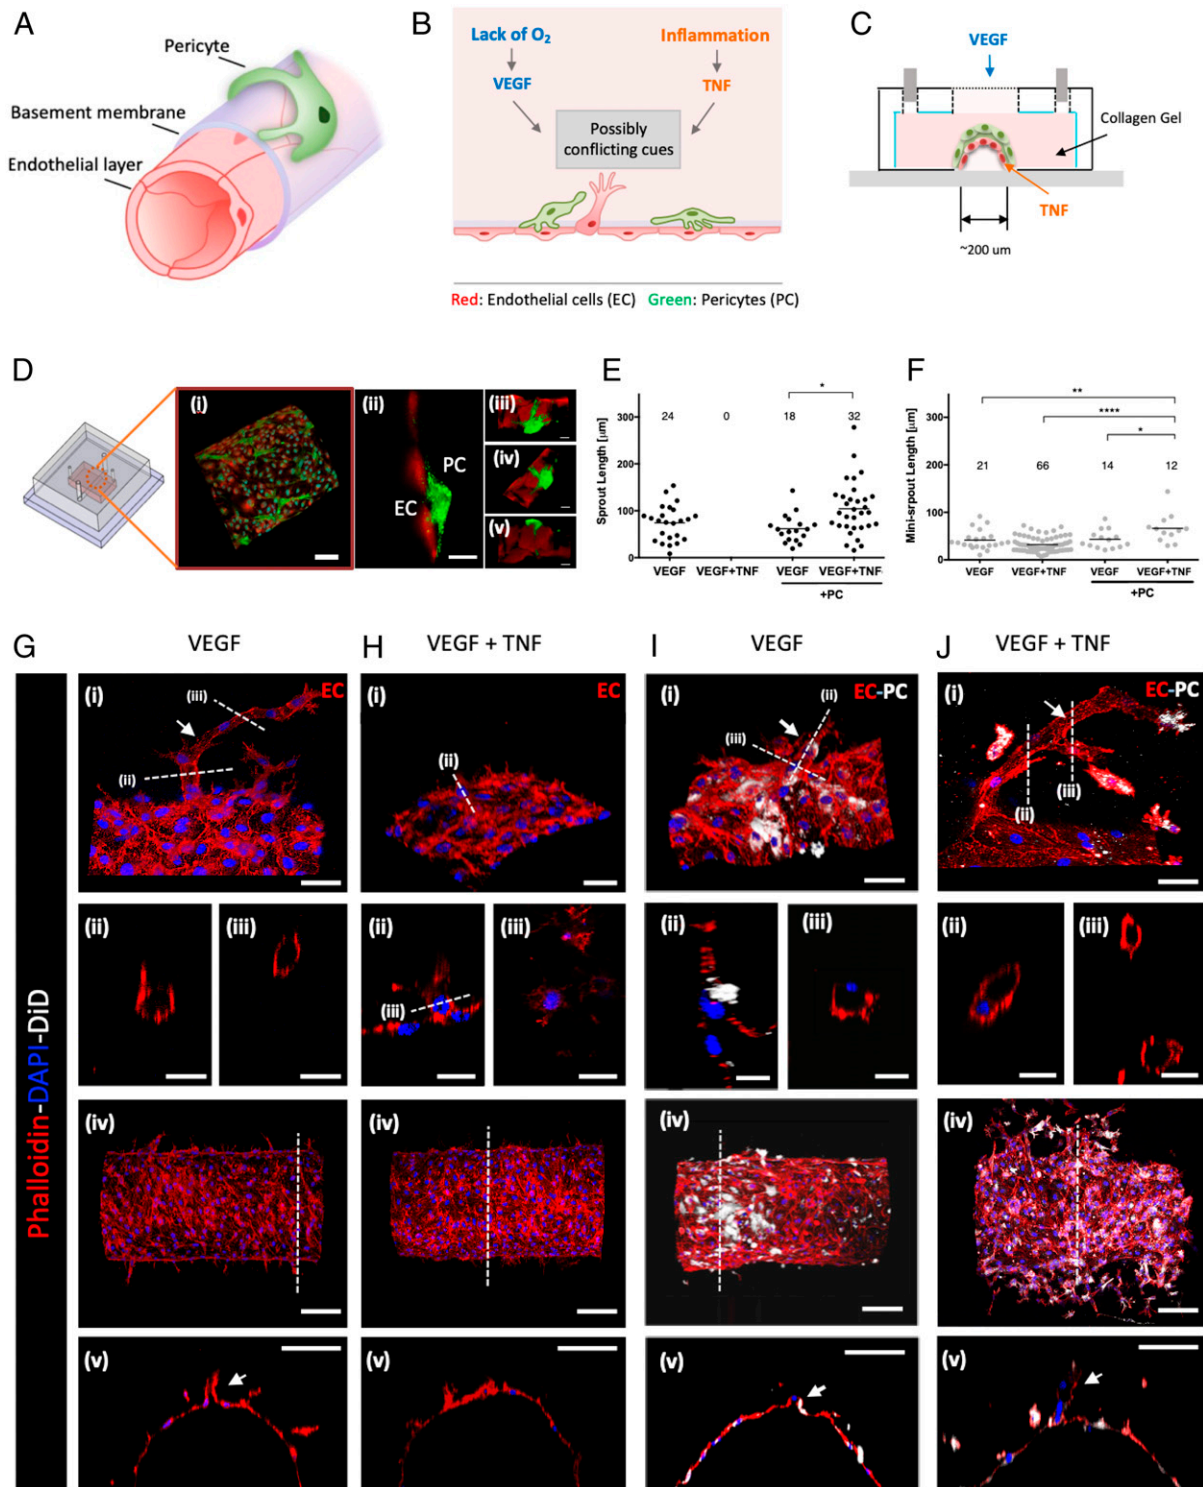 A
Pericyte
Basement membrane
Endothelial layer
B
Lack of O₂
Inflammation
VEGF
TNF
Possibly
conflicting cues
Red: Endothelial cells (EC) Green: Pericytes (PC)
C
VEGF
Collagen Gel
TNF
~200 um
D
(i)
(ii)
PC
EC
(iii)
(iv)
(v)
E
*
24
0
18
32
300
200
100
0
Sprout Length [µm]
VEGF
VEGF+TNF
VEGF
VEGF+TNF
+PC
F
**
****
*
21
66
14
12
300
200
100
0
Mini-srpout Length [µm]
VEGF
VEGF+TNF
VEGF
VEGF+TNF
+PC
G
VEGF
H
VEGF + TNF
I
VEGF
J
VEGF + TNF
Phalloidin-DAPI-DiD
(i)
(iii)
EC
(ii)
(i)
EC
(ii)
(i)
EC-PC
(ii)
(iii)
(i)
EC-PC
(iii)
(ii)
(ii)
(iii)
(ii)
(iii)
(iii)
(ii)
(iii)
(ii)
(iii)
(iv)
(iv)
(iv)
(iv)
(v)
(v)
(v)
(v)